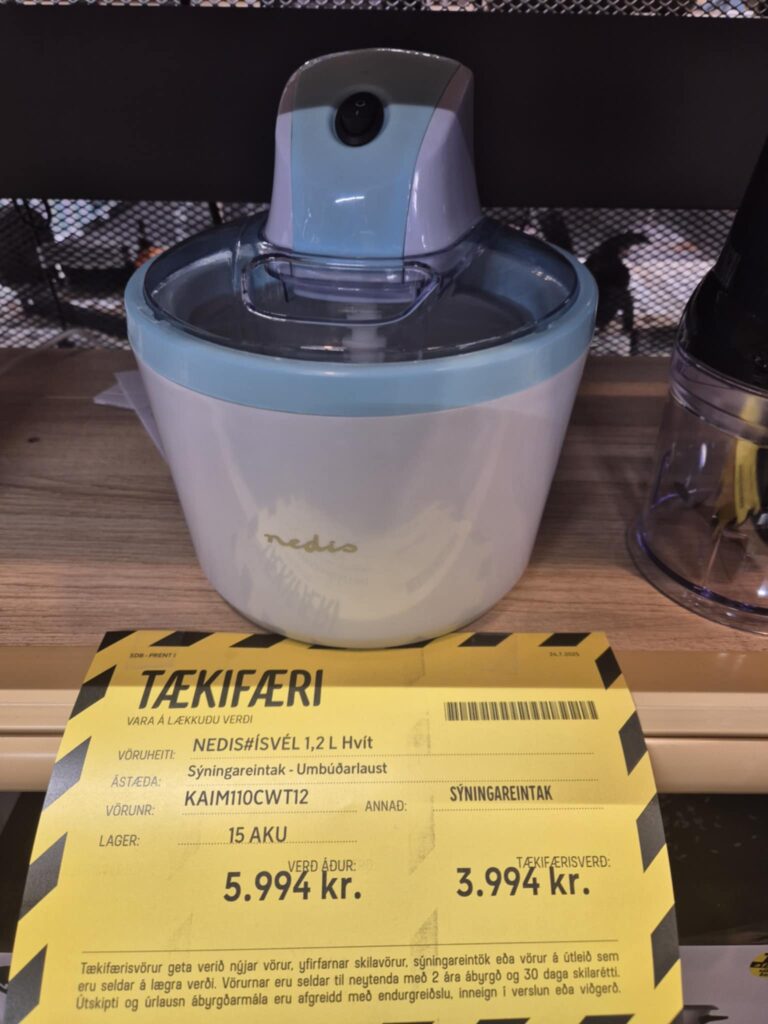 nedis
SDB - PRENT 1
24.7.2025
TÆKIFÆRI
VARA Á LÆKKUÐU VERÐI
VÖRUHEITI: NEDIS#ÍSVÉL 1,2 L Hvít
ÁSTÆÐA: Sýningareintak - Umbúðarlaust
VÖRUNR: KAIM110CWT12 ANNAÐ: SÝNINGAREINTAK
LAGER: 15 AKU
VERÐ ÁÐUR: TÆKIFÆRISVERÐ:
5.994 kr. 3.994 kr.
Tækifærisvörur geta verið nýjar vörur, yfirfarnar skilavörur, sýningareintök eða vörur á útleið sem
eru seldar á lægra verði. Vörurnar eru seldar til neytenda með 2 ára ábyrgð og 30 daga skilarétti.
Útskipti og úrlausn ábyrgðarmála eru afgreidd með endurgreiðslu, inneign í verslun eða viðgerð.